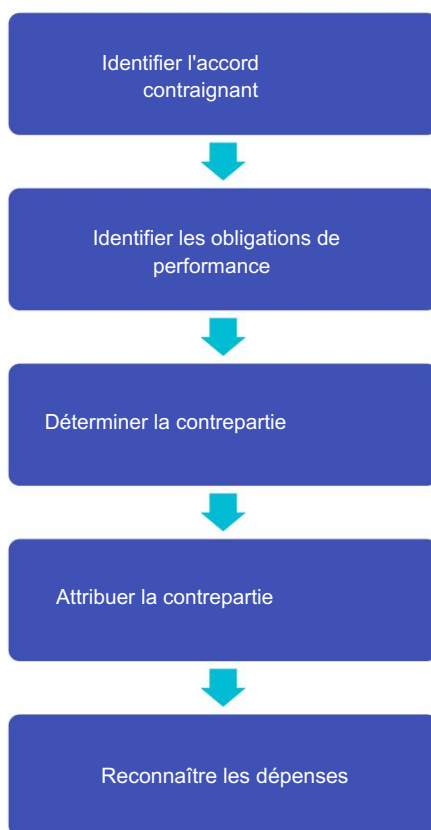 Identifier l'accord
contraignant
Identifier les obligations de
performance
Déterminer la contrepartie
Attribuer la contrepartie
Reconnaître les dépenses